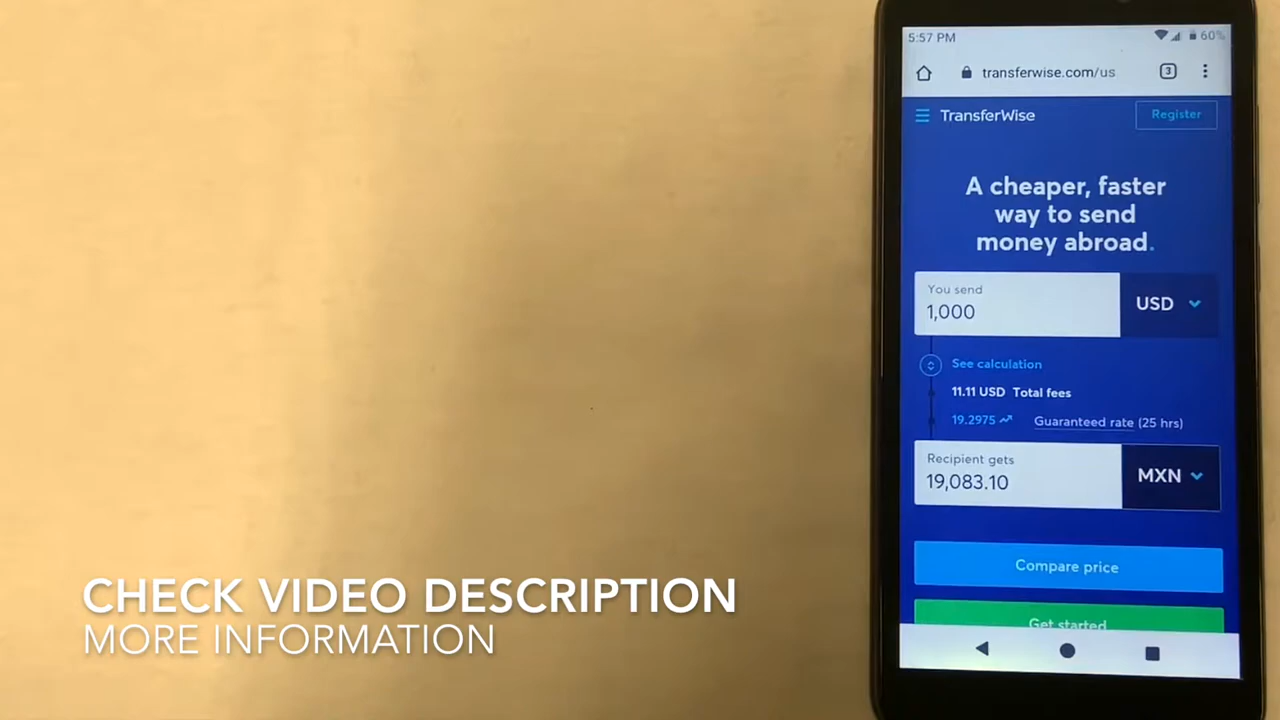 5:57 PM
60%
transferwise.com/us
3
TransferWise
Register
A cheaper, faster
way to send
money abroad.
You send
1,000
USD
See calculation
11.11 USD Total fees
19.2975 Guaranteed rate (25 hrs)
Recipient gets
19,083.10
MXN
Compare price
Get started
CHECK VIDEO DESCRIPTION
MORE INFORMATION